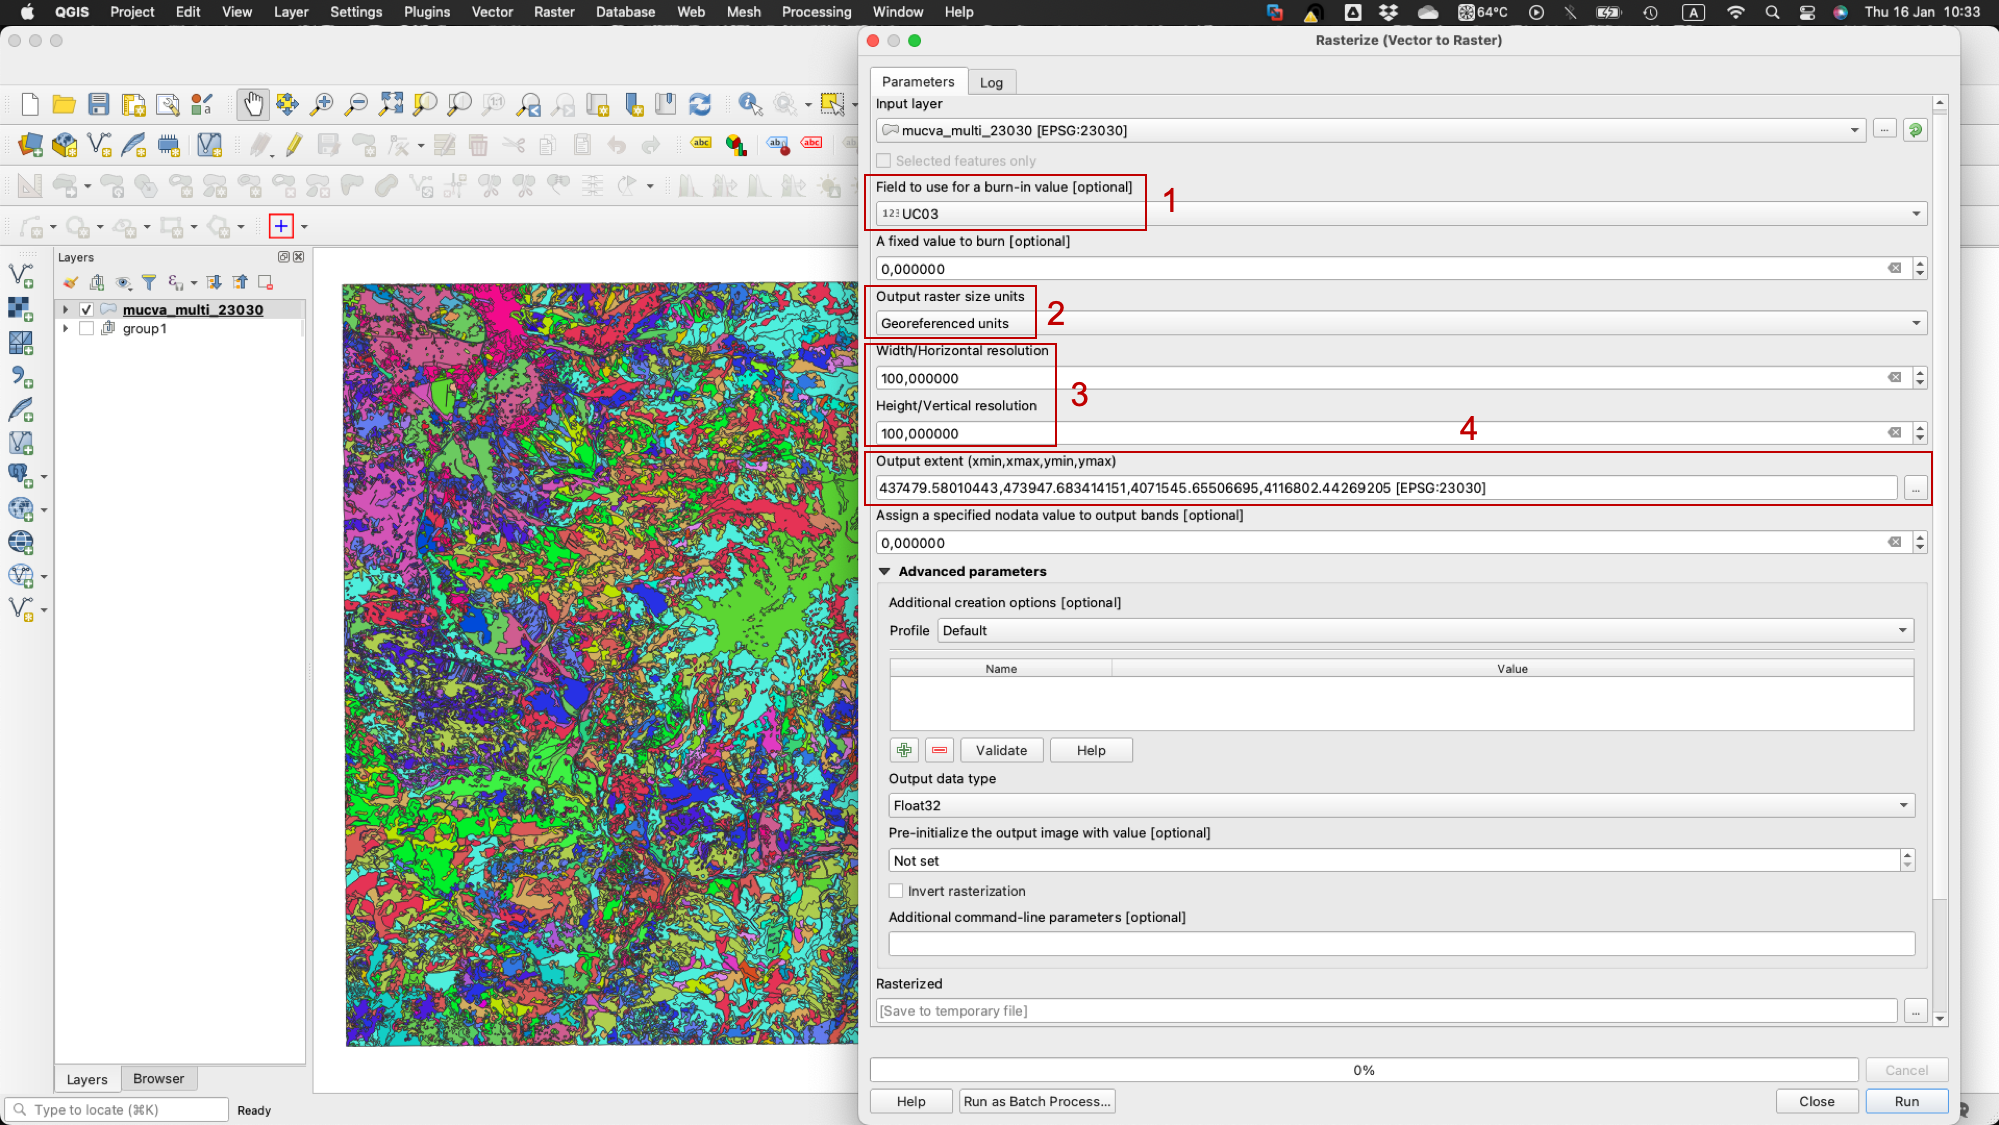 QGIS Project Edit View Layer Settings Plugins Vector Raster Database Web Mesh Processing Window Help
64°C A Thu 16 Jan 10:33
Rasterize (Vector to Raster)
Parameters Log
Input layer
mucva_multi_23030 [EPSG:23030]
...
Selected features only
Field to use for a burn-in value [optional]
1
123 UC03
A fixed value to burn [optional]
0,000000
Output raster size units
2
Georeferenced units
Width/Horizontal resolution
100,000000
3
Height/Vertical resolution
100,000000
4
Output extent (xmin,xmax,ymin,ymax)
437479.58010443,473947.683414151,4071545.65506695,4116802.44269205 [EPSG:23030]
...
Assign a specified nodata value to output bands [optional]
0,000000
Advanced parameters
Additional creation options [optional]
Profile Default
Name Value
Validate Help
Output data type
Float32
Pre-initialize the output image with value [optional]
Not set
Invert rasterization
Additional command-line parameters [optional]
Rasterized
[Save to temporary file]
...
0%
Cancel
Help Run as Batch Process... Close Run
1:1
abc abc abc
Layers
mucva_multi_23030
group1
Layers Browser
Type to locate (⌘K) Ready